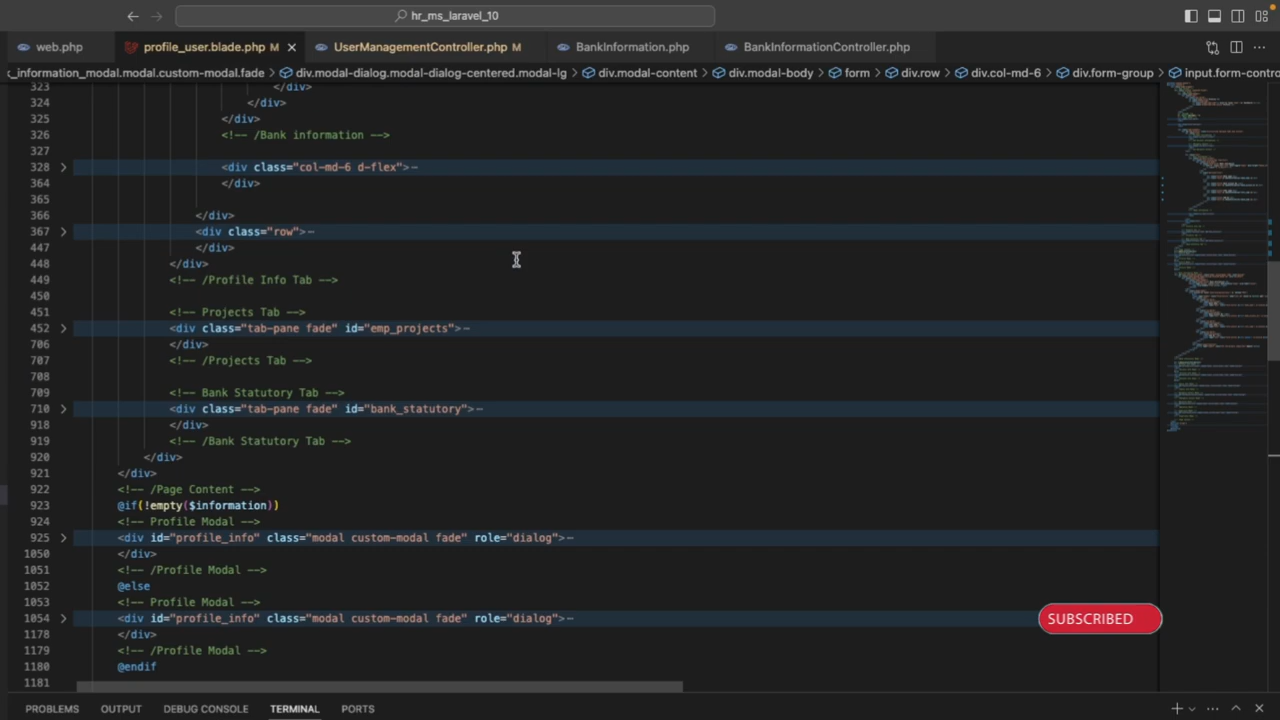 hr_ms_laravel_10
web.php profile_user.blade.php M UserManagementController.php M BankInformation.php BankInformationController.php
_information_modal.modal.custom-modal.fade > div.modal-dialog.modal-dialog-centered.modal-lg > div.modal-content > div.modal-body > form > div.row > div.col-md-6 > div.form-group > input.form-contro
323 </div>
324 </div>
325 </div>
326 <!-- /Bank information -->
327
328 <div class="col-md-6 d-flex">
364 </div>
365
366 </div>
367 <div class="row">
447 </div>
448 </div>
449 <!-- /Profile Info Tab -->
450
451 <!-- Projects Tab -->
452 <div class="tab-pane fade" id="emp_projects">
706 </div>
707 <!-- /Projects Tab -->
708
709 <!-- Bank Statutory Tab -->
710 <div class="tab-pane fade" id="bank_statutory">
918 </div>
919 <!-- /Bank Statutory Tab -->
920 </div>
921 </div>
922 <!-- /Page Content -->
923 @if(!empty($information))
924 <!-- Profile Modal -->
925 <div id="profile_info" class="modal custom-modal fade" role="dialog">
1050 </div>
1051 <!-- /Profile Modal -->
1052 @else
1053 <!-- Profile Modal -->
1054 <div id="profile_info" class="modal custom-modal fade" role="dialog">
1178 </div>
1179 <!-- /Profile Modal -->
1180 @endif
1181
SUBSCRIBED
PROBLEMS OUTPUT DEBUG CONSOLE TERMINAL PORTS